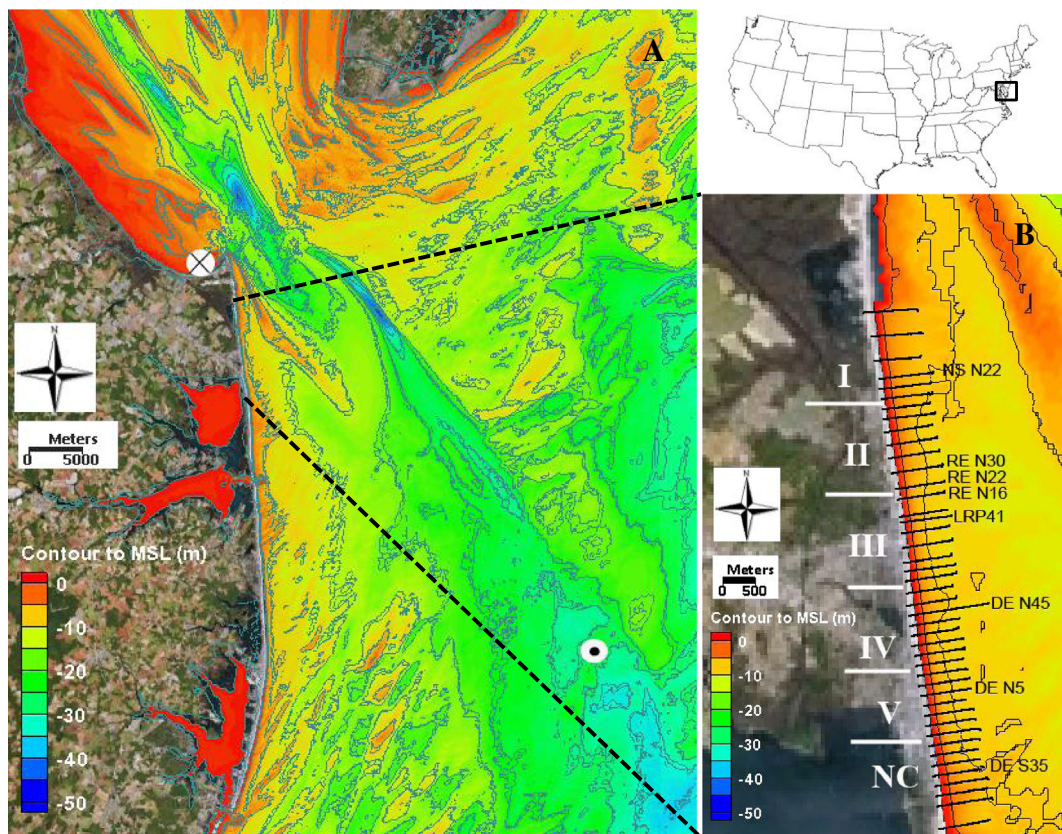 A
N
Meters
0 5000
Contour to MSL (m)
0
-10
-20
-30
-40
-50
B
NS N22
I
II
RE N30
RE N22
RE N16
LRP41
III
N
Meters
0 500
DE N45
IV
Contour to MSL (m)
0
-10
-20
-30
-40
-50
DE N5
V
DE S35
NC